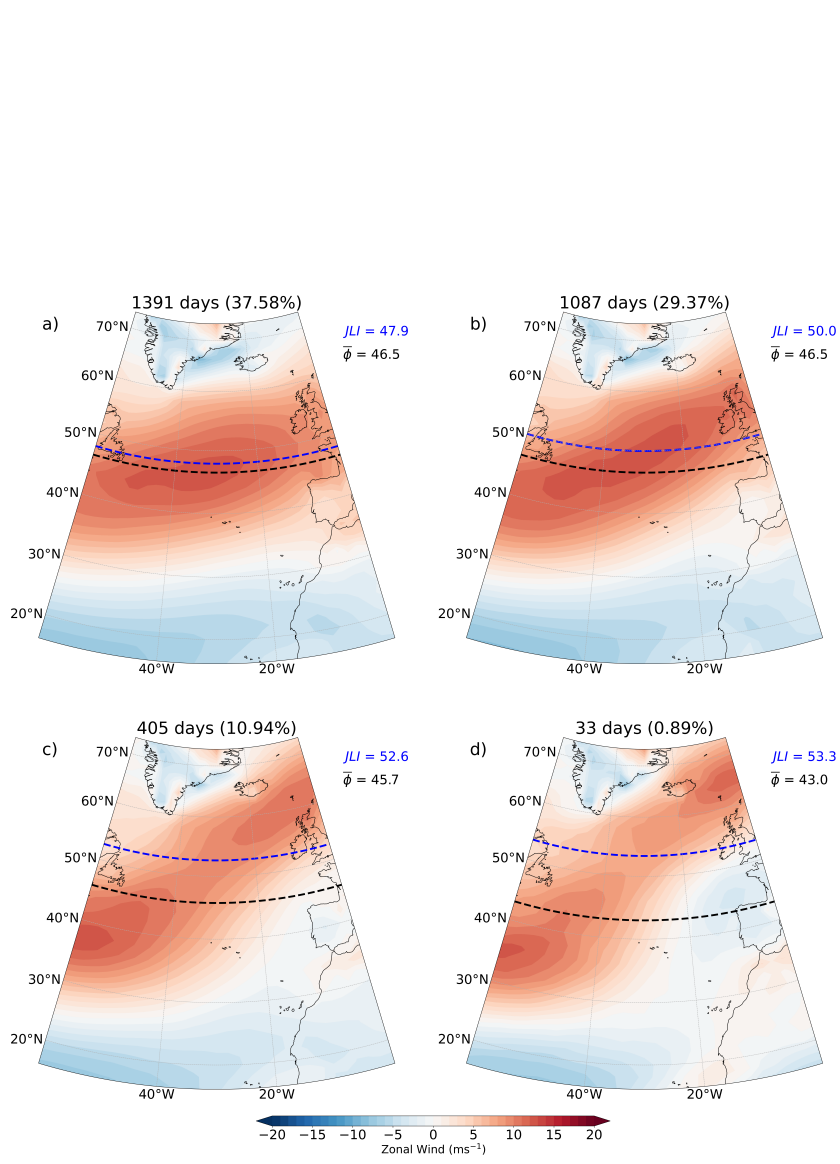 1391 days (37.58%)
a)
JLI = 47.9
ϕ̅ = 46.5
70°N
60°N
50°N
40°N
30°N
20°N
40°W 20°W
1087 days (29.37%)
b)
JLI = 50.0
ϕ̅ = 46.5
70°N
60°N
50°N
40°N
30°N
20°N
40°W 20°W
405 days (10.94%)
c)
JLI = 52.6
ϕ̅ = 45.7
70°N
60°N
50°N
40°N
30°N
20°N
40°W 20°W
33 days (0.89%)
d)
JLI = 53.3
ϕ̅ = 43.0
70°N
60°N
50°N
40°N
30°N
20°N
40°W 20°W
−20 −15 −10 −5 0 5 10 15 20
Zonal Wind (ms⁻¹)